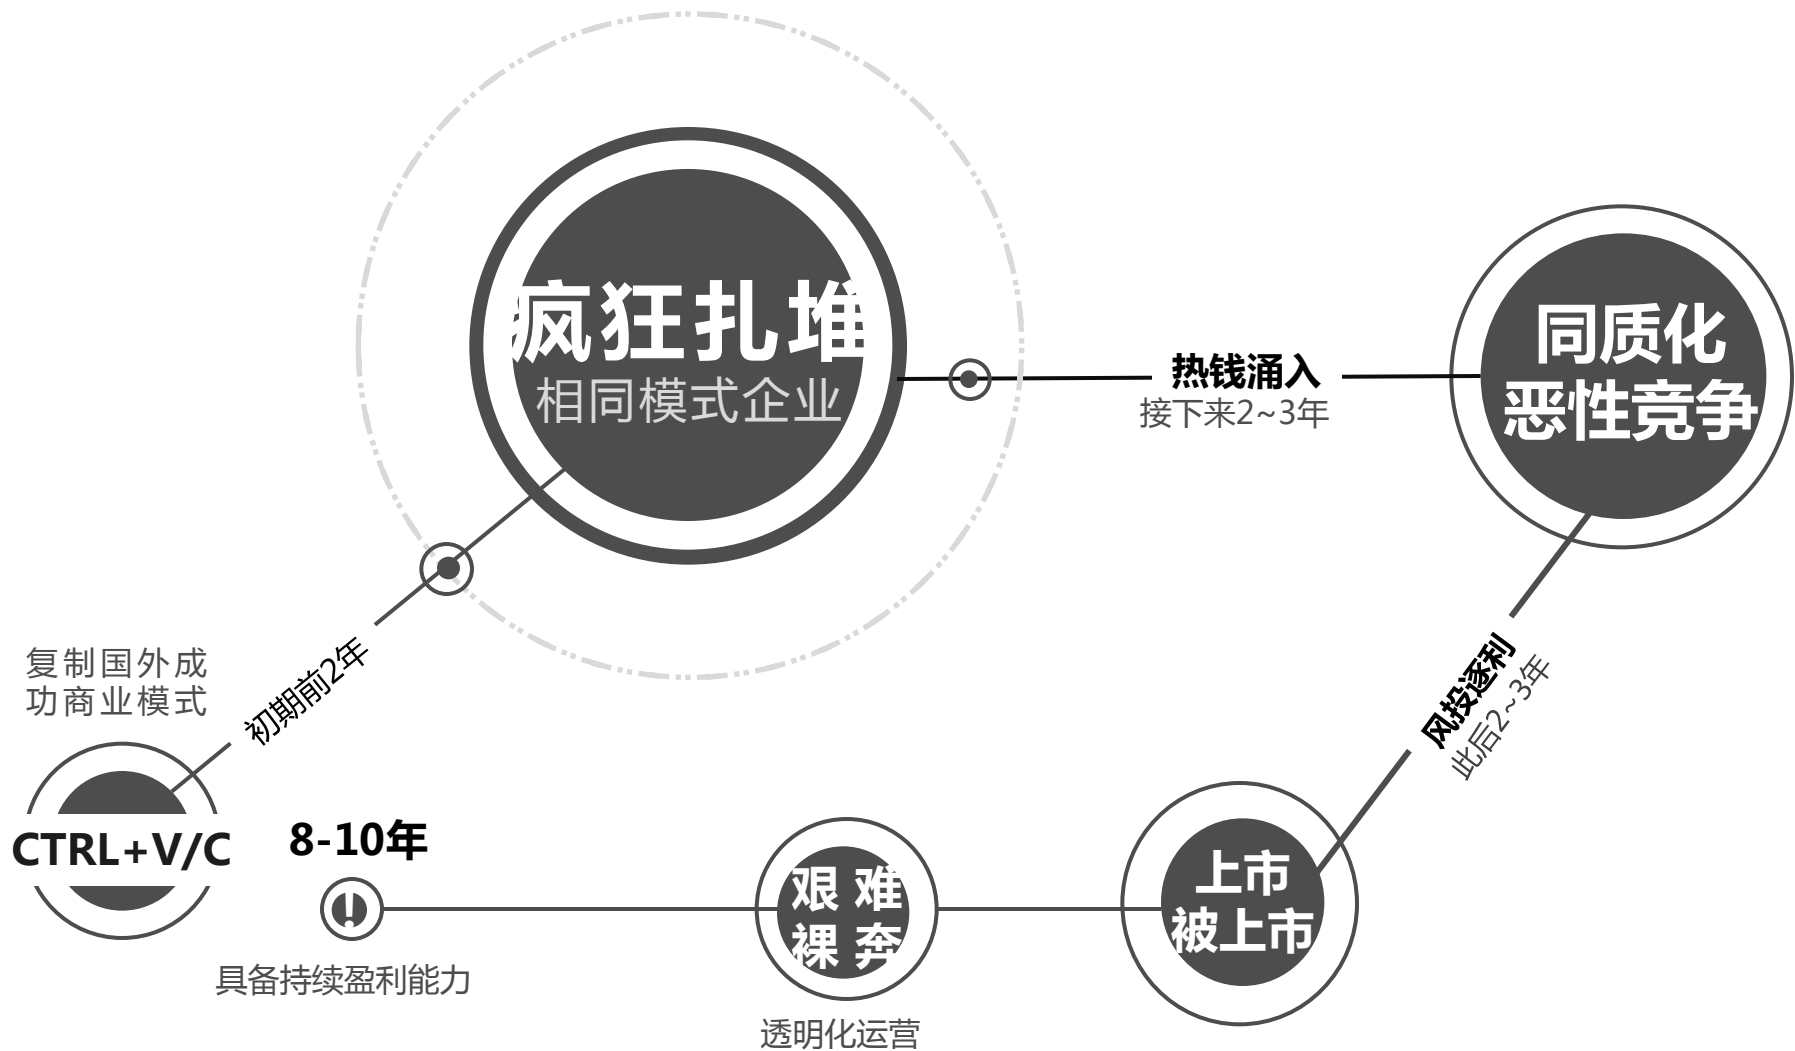 疯狂扎堆
相同模式企业
热钱涌入
接下来2~3年
同质化
恶性竞争
复制国外成
功商业模式
初期前2年
CTRL+V/C
风投逐利
此后2~3年
8-10年
!
具备持续盈利能力
艰 难
裸 奔
透明化运营
上市
被上市